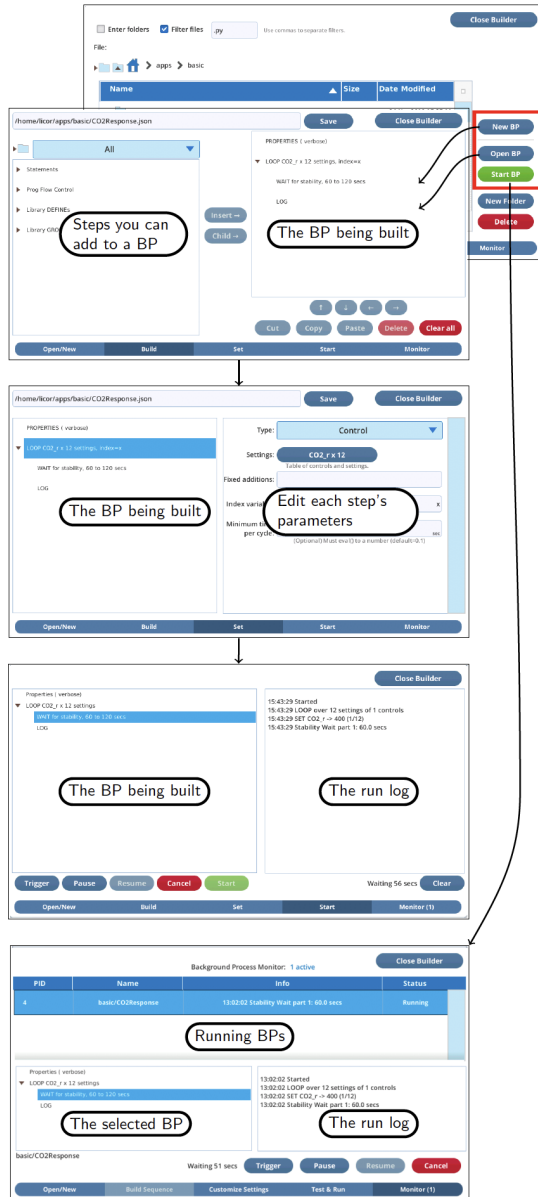 Close Builder
Enter folders Filter files .py Use commas to separate filters.
File:
apps basic
Name Size Date Modified
/home/licor/apps/basic/CO2Response.json Save Close Builder
New BP
Open BP
Start BP
New Folder
Delete
Monitor
All
Statements
Prog Flow Control
Library DEFINEs
Library GRO
Insert →
Child →
Steps you can
add to a BP
PROPERTIES ( verbose)
LOOP CO2_r x 12 settings, index=x
WAIT for stability, 60 to 120 secs
LOG
The BP being built
↑ ↓ ← →
Cut Copy Paste Delete Clear all
Open/New Build Set Start Monitor
/home/licor/apps/basic/CO2Response.json Save Close Builder
PROPERTIES ( verbose)
LOOP CO2_r x 12 settings, index=x
WAIT for stability, 60 to 120 secs
LOG
The BP being built
Type: Control
Settings: CO2_r x 12
Table of controls and settings.
Fixed additions:
Index variab x
Minimum ti
per cycle: sec
(Optional) Must eval() to a number (default=0.1)
Edit each step's
parameters
Open/New Build Set Start Monitor
Close Builder
Properties ( verbose)
LOOP CO2_r x 12 settings
WAIT for stability, 60 to 120 secs
LOG
The BP being built
15:43:29 Started
15:43:29 LOOP over 12 settings of 1 controls
15:43:29 SET CO2_r -> 400 (1/12)
15:43:29 Stability Wait part 1: 60.0 secs
The run log
Trigger Pause Resume Cancel Start Waiting 56 secs Clear
Open/New Build Set Start Monitor (1)
Background Process Monitor: 1 active Close Builder
PID Name Info Status
4 basic/CO2Response 13:02:02 Stability Wait part 1: 60.0 secs Running
Running BPs
Properties ( verbose)
LOOP CO2_r x 12 settings
WAIT for stability, 60 to 120 secs
LOG
The selected BP
13:02:02 Started
13:02:02 LOOP over 12 settings of 1 controls
13:02:02 SET CO2_r -> 400 (1/12)
13:02:02 Stability Wait part 1: 60.0 secs
The run log
basic/CO2Response
Waiting 51 secs Trigger Pause Resume Cancel
Open/New Build Sequence Customize Settings Test & Run Monitor (1)